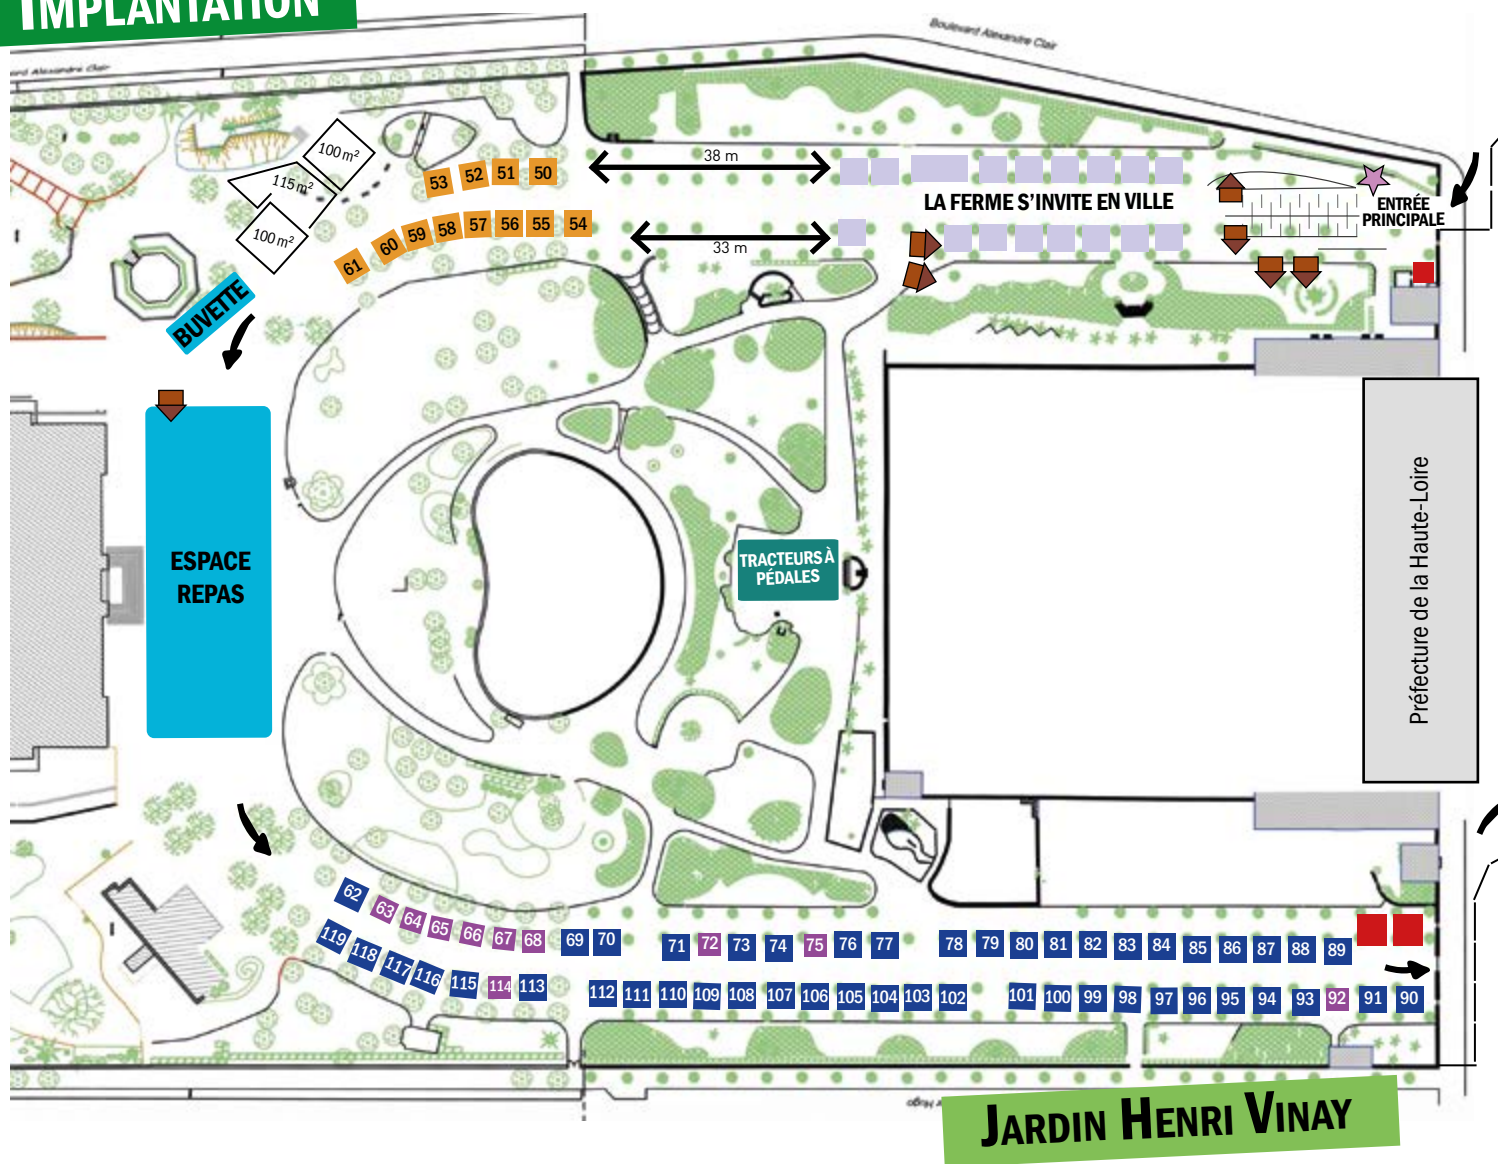 IMPLANTATION
Boulevard Alexandre Clair
ard Alexandre Clair
100 m²
115 m²
100 m²
53 52 51 50
38 m
LA FERME S'INVITE EN VILLE
ENTRÉE
PRINCIPALE
61 60 59 58 57 56 55 54
33 m
BUVETTE
ESPACE
REPAS
TRACTEURS À
PÉDALES
Préfecture de la Haute-Loire
62 63 64 65 66 67 68 69 70 71 72 73 74 75 76 77 78 79 80 81 82 83 84 85 86 87 88 89
119 118 117 116 115 114 113 112 111 110 109 108 107 106 105 104 103 102 101 100 99 98 97 96 95 94 93 92 91 90
Hugo
JARDIN HENRI VINAY